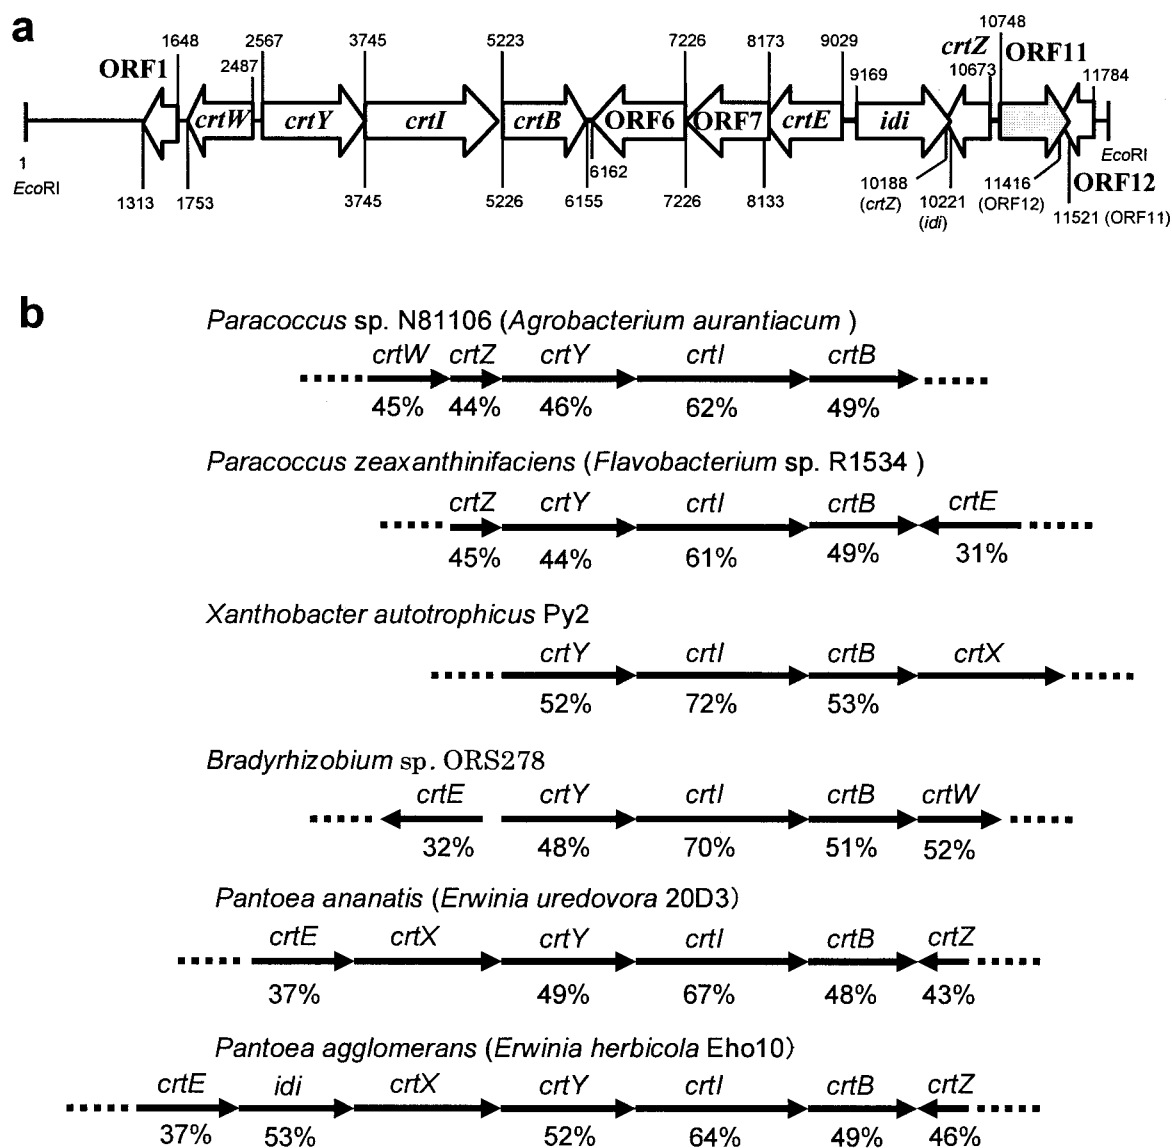 a
1648 2567 3745 5223 7226 8173 9029 10748
ORF1 2487 9169 crtZ ORF11
10673 11784
crtW crtY crtI crtB ORF6 ORF7 crtE idi
1 6162 EcoRI
EcoRI 10188 11416 ORF12
1313 1753 3745 5226 6155 7226 8133 (crtZ) 10221 (ORF12) 11521 (ORF11)
(idi)
b
Paracoccus sp. N81106 (Agrobacterium aurantiacum )
crtW crtZ crtY crtI crtB
45% 44% 46% 62% 49%
Paracoccus zeaxanthinifaciens (Flavobacterium sp. R1534 )
crtZ crtY crtI crtB crtE
45% 44% 61% 49% 31%
Xanthobacter autotrophicus Py2
crtY crtI crtB crtX
52% 72% 53%
Bradyrhizobium sp. ORS278
crtE crtY crtI crtB crtW
32% 48% 70% 51% 52%
Pantoea ananatis (Erwinia uredovora 20D3)
crtE crtX crtY crtI crtB crtZ
37% 49% 67% 48% 43%
Pantoea agglomerans (Erwinia herbicola Eho10)
crtE idi crtX crtY crtI crtB crtZ
37% 53% 52% 64% 49% 46%